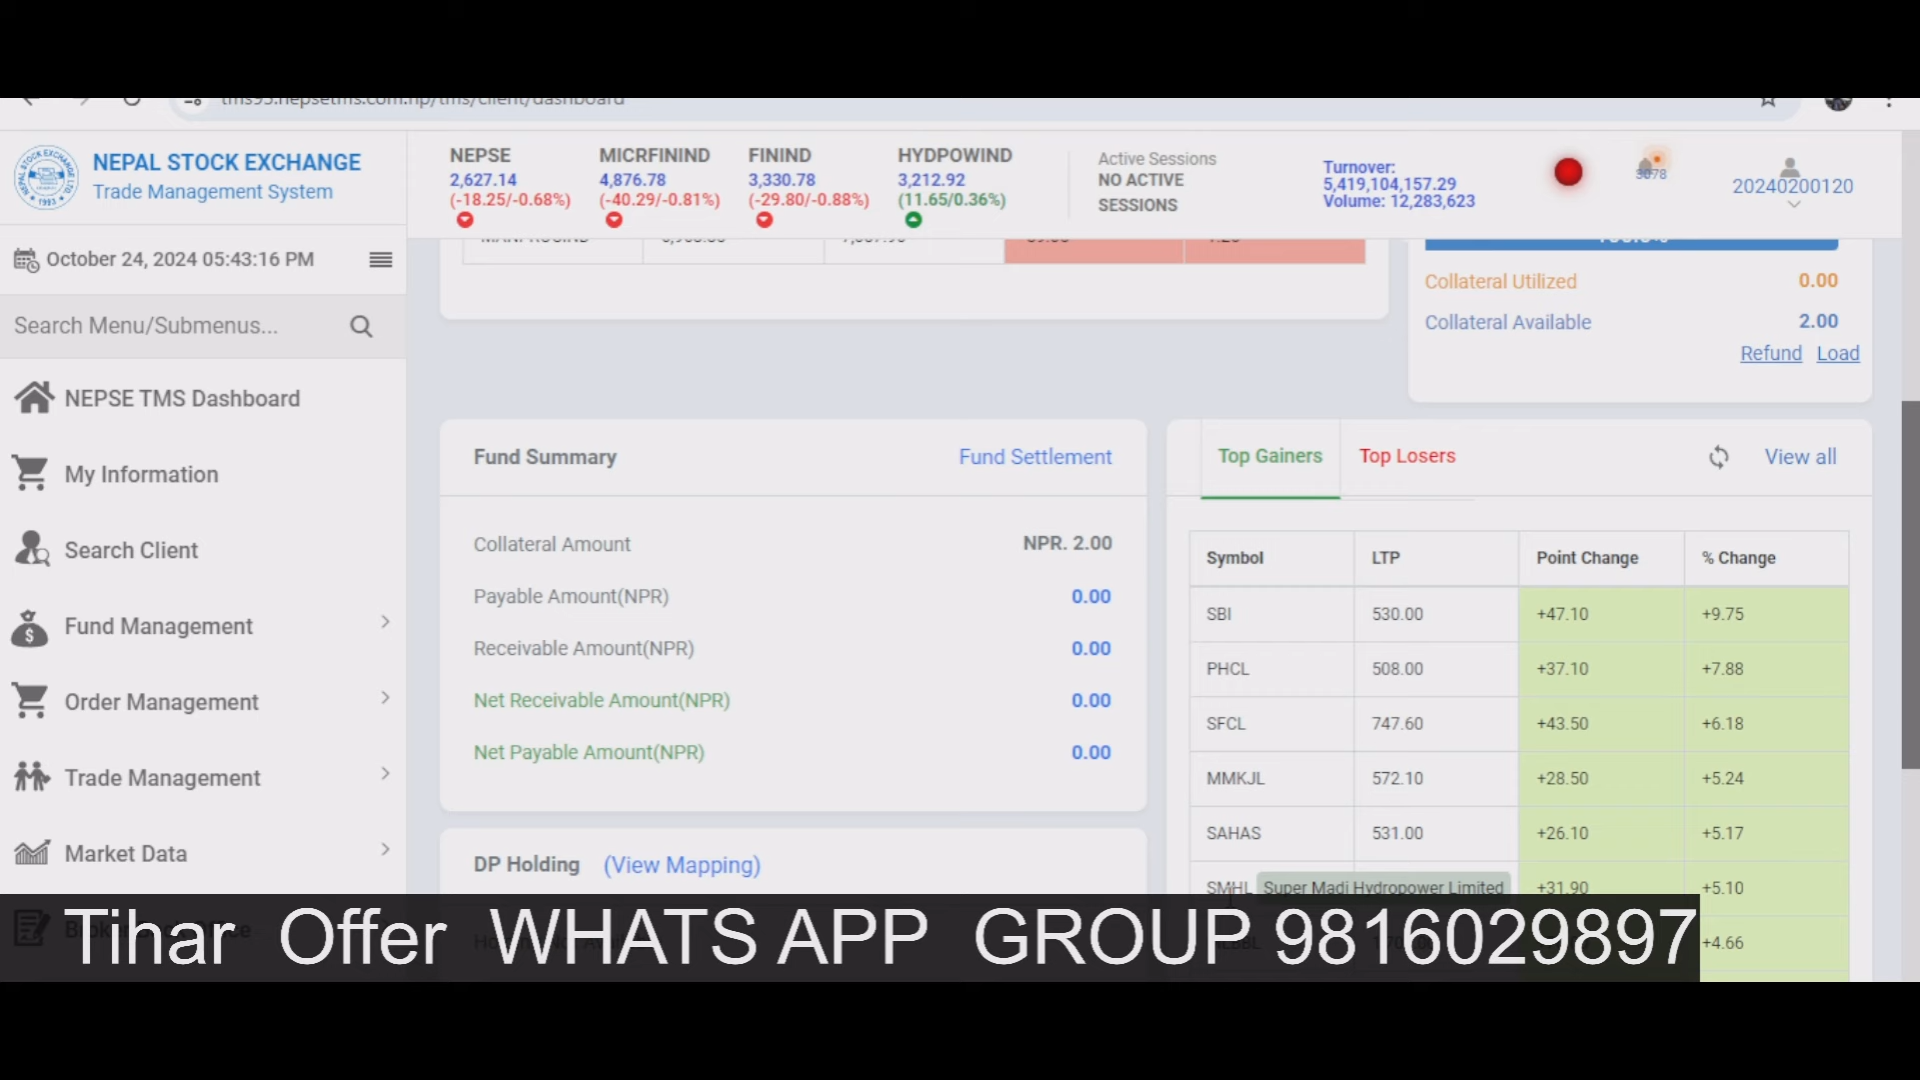 tms95.nepsetms.com.np/tms/client/dashboard
NEPAL STOCK EXCHANGE
Trade Management System
NEPSE
2,627.14
(-18.25/-0.68%)
MICRFININD
4,876.78
(-40.29/-0.81%)
FININD
3,330.78
(-29.80/-0.88%)
HYDPOWIND
3,212.92
(11.65/0.36%)
Active Sessions
NO ACTIVE
SESSIONS
Turnover:
5,419,104,157.29
Volume: 12,283,623
3078
20240200120
October 24, 2024 05:43:16 PM
Search Menu/Submenus...
NEPSE TMS Dashboard
My Information
Search Client
Fund Management
Order Management
Trade Management
Market Data
Collateral Utilized 0.00
Collateral Available 2.00
Refund Load
Fund Summary Fund Settlement
Collateral Amount NPR. 2.00
Payable Amount(NPR) 0.00
Receivable Amount(NPR) 0.00
Net Receivable Amount(NPR) 0.00
Net Payable Amount(NPR) 0.00
DP Holding (View Mapping)
Top Gainers Top Losers View all
Symbol LTP Point Change % Change
SBI 530.00 +47.10 +9.75
PHCL 508.00 +37.10 +7.88
SFCL 747.60 +43.50 +6.18
MMKJL 572.10 +28.50 +5.24
SAHAS 531.00 +26.10 +5.17
SMHL Super Madi Hydropower Limited +31.90 +5.10
+4.66
Tihar Offer WHATS APP GROUP 9816029897